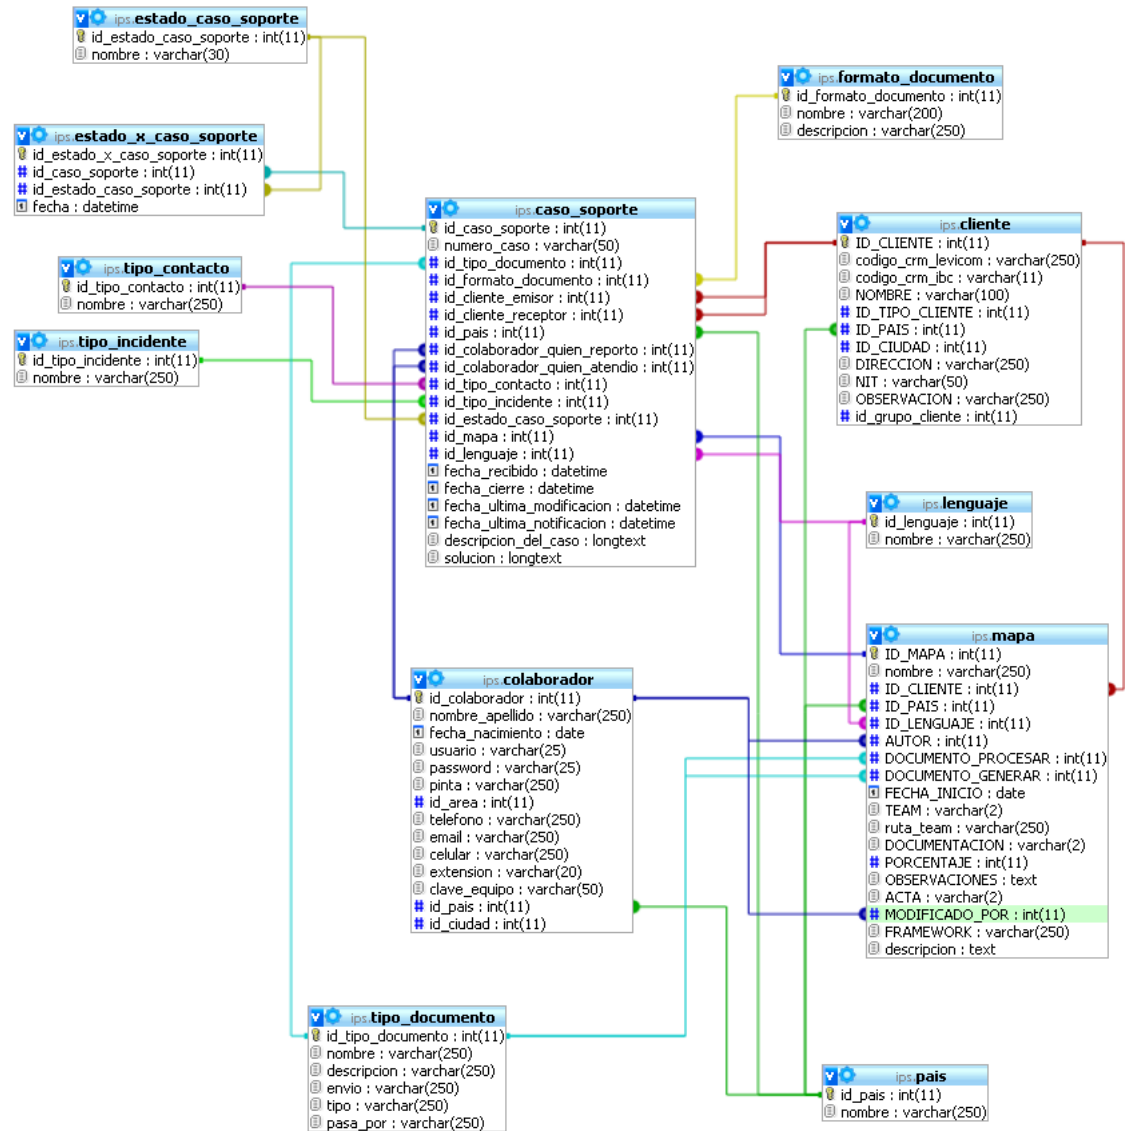 ips.estado_caso_soporte
id_estado_caso_soporte : int(11)
nombre : varchar(30)
ips.formato_documento
id_formato_documento : int(11)
nombre : varchar(200)
descripcion : varchar(250)
ips.estado_x_caso_soporte
id_estado_x_caso_soporte : int(11)
id_caso_soporte : int(11)
id_estado_caso_soporte : int(11)
fecha : datetime
ips.caso_soporte
id_caso_soporte : int(11)
numero_caso : varchar(50)
id_tipo_documento : int(11)
id_formato_documento : int(11)
id_cliente_emisor : int(11)
id_cliente_receptor : int(11)
id_pais : int(11)
id_colaborador_quien_reporto : int(11)
id_colaborador_quien_atendio : int(11)
id_tipo_contacto : int(11)
id_tipo_incidente : int(11)
id_estado_caso_soporte : int(11)
id_mapa : int(11)
id_lenguaje : int(11)
fecha_recibido : datetime
fecha_cierre : datetime
fecha_ultima_modificacion : datetime
fecha_ultima_notificacion : datetime
descripcion_del_caso : longtext
solucion : longtext
ips.cliente
ID_CLIENTE : int(11)
codigo_crm_levicom : varchar(250)
codigo_crm_ibc : varchar(11)
NOMBRE : varchar(100)
ID_TIPO_CLIENTE : int(11)
ID_PAIS : int(11)
ID_CIUDAD : int(11)
DIRECCION : varchar(250)
NIT : varchar(50)
OBSERVACION : varchar(250)
id_grupo_cliente : int(11)
ips.tipo_contacto
id_tipo_contacto : int(11)
nombre : varchar(250)
ips.tipo_incidente
id_tipo_incidente : int(11)
nombre : varchar(250)
ips.lenguaje
id_lenguaje : int(11)
nombre : varchar(250)
ips.mapa
ID_MAPA : int(11)
nombre : varchar(250)
ID_CLIENTE : int(11)
ID_PAIS : int(11)
ID_LENGUAJE : int(11)
AUTOR : int(11)
DOCUMENTO_PROCESAR : int(11)
DOCUMENTO_GENERAR : int(11)
FECHA_INICIO : date
TEAM : varchar(2)
ruta_team : varchar(250)
DOCUMENTACION : varchar(2)
PORCENTAJE : int(11)
OBSERVACIONES : text
ACTA : varchar(2)
MODIFICADO_POR : int(11)
FRAMEWORK : varchar(250)
descripcion : text
ips.colaborador
id_colaborador : int(11)
nombre_apellido : varchar(250)
fecha_nacimiento : date
usuario : varchar(25)
password : varchar(25)
pinta : varchar(250)
id_area : int(11)
telefono : varchar(250)
email : varchar(250)
celular : varchar(250)
extension : varchar(20)
clave_equipo : varchar(50)
id_pais : int(11)
id_ciudad : int(11)
ips.tipo_documento
id_tipo_documento : int(11)
nombre : varchar(250)
descripcion : varchar(250)
envio : varchar(250)
tipo : varchar(250)
pasa_por : varchar(250)
ips.pais
id_pais : int(11)
nombre : varchar(250)